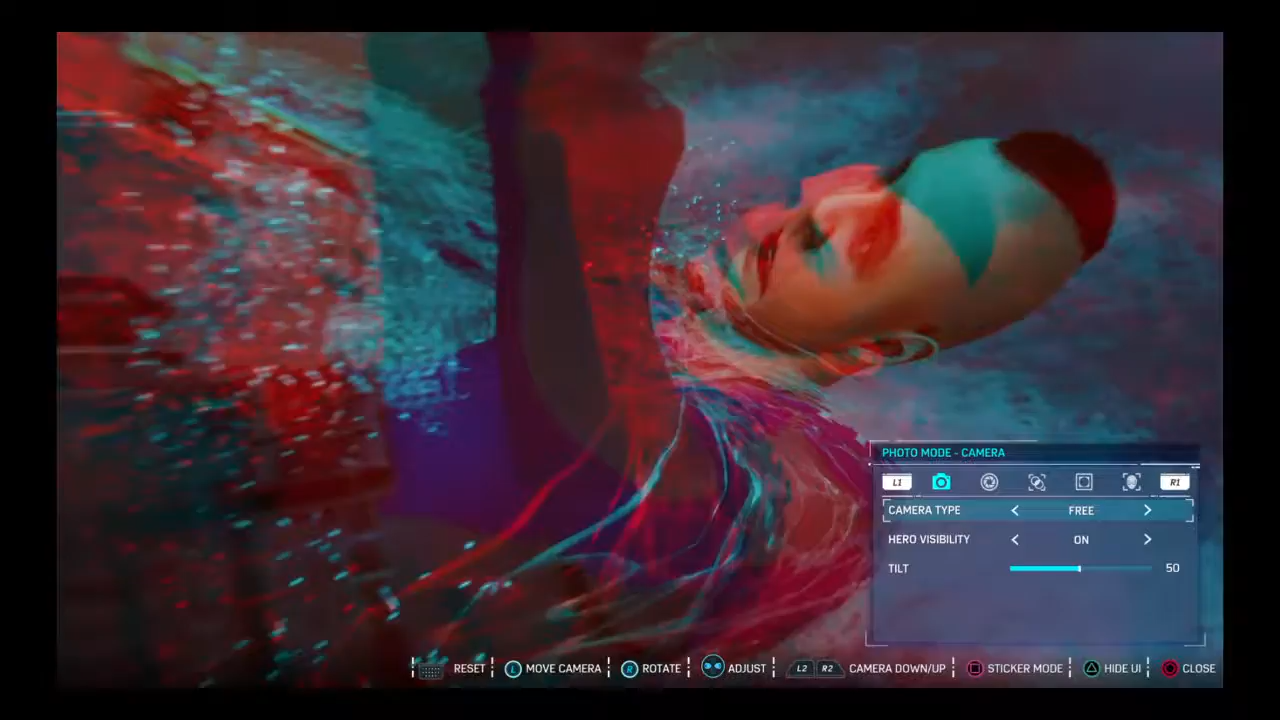 PHOTO MODE - CAMERA
L1 R1
CAMERA TYPE < FREE >
HERO VISIBILITY < ON >
TILT 50
RESET L MOVE CAMERA R ROTATE ADJUST L2 R2 CAMERA DOWN/UP STICKER MODE HIDE UI CLOSE